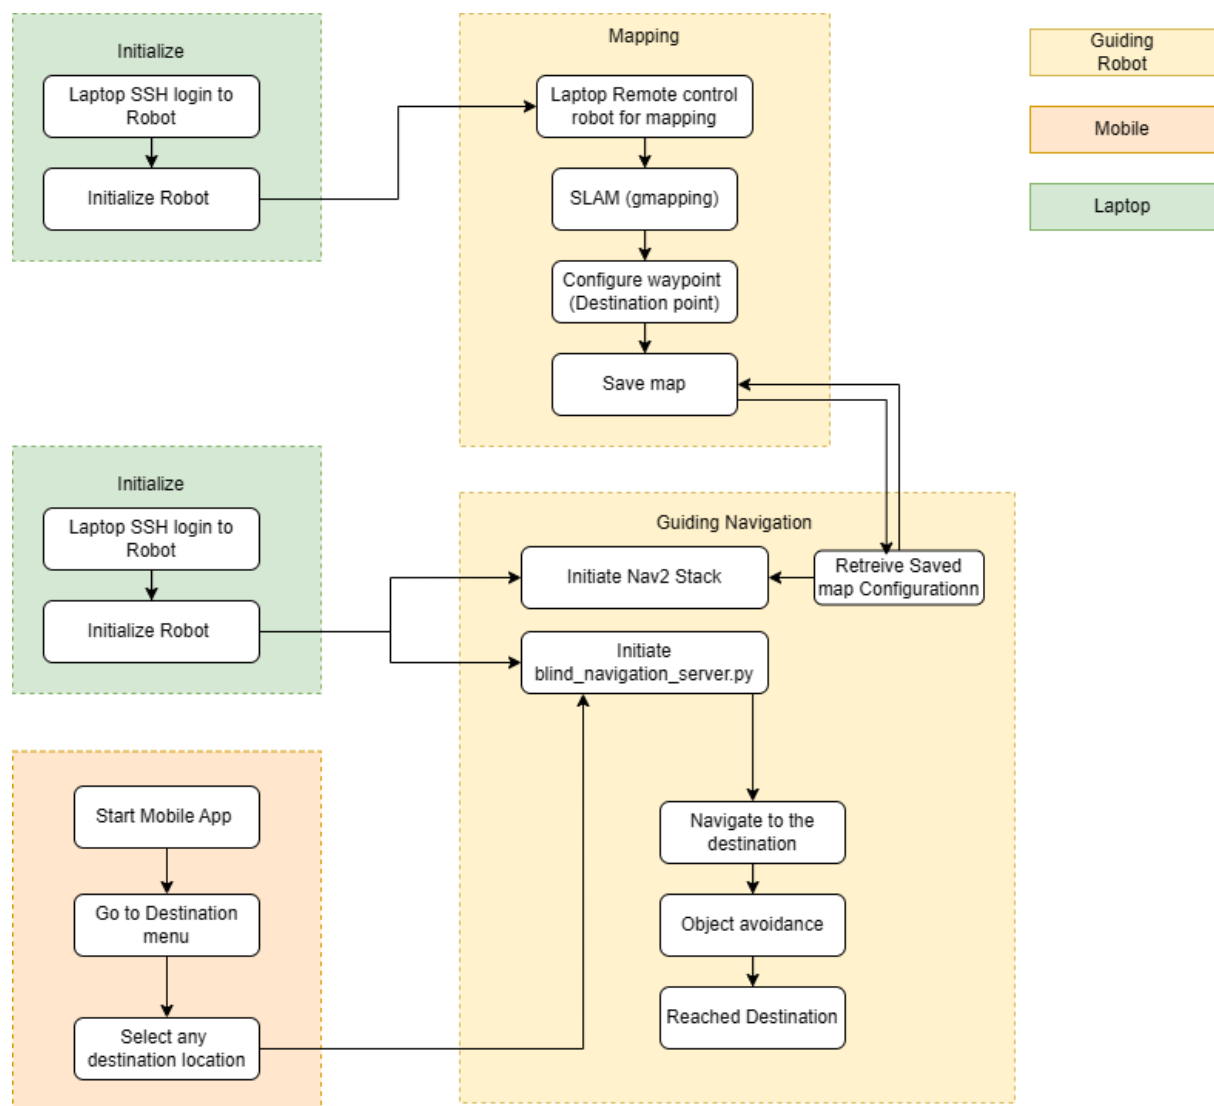 Initialize
Laptop SSH login to
Robot
Initialize Robot
Mapping
Laptop Remote control
robot for mapping
SLAM (gmapping)
Configure waypoint
(Destination point)
Save map
Guiding
Robot
Mobile
Laptop
Initialize
Laptop SSH login to
Robot
Initialize Robot
Guiding Navigation
Initiate Nav2 Stack
Retreive Saved
map Configurationn
Initiate
blind_navigation_server.py
Navigate to the
destination
Object avoidance
Reached Destination
Start Mobile App
Go to Destination
menu
Select any
destination location